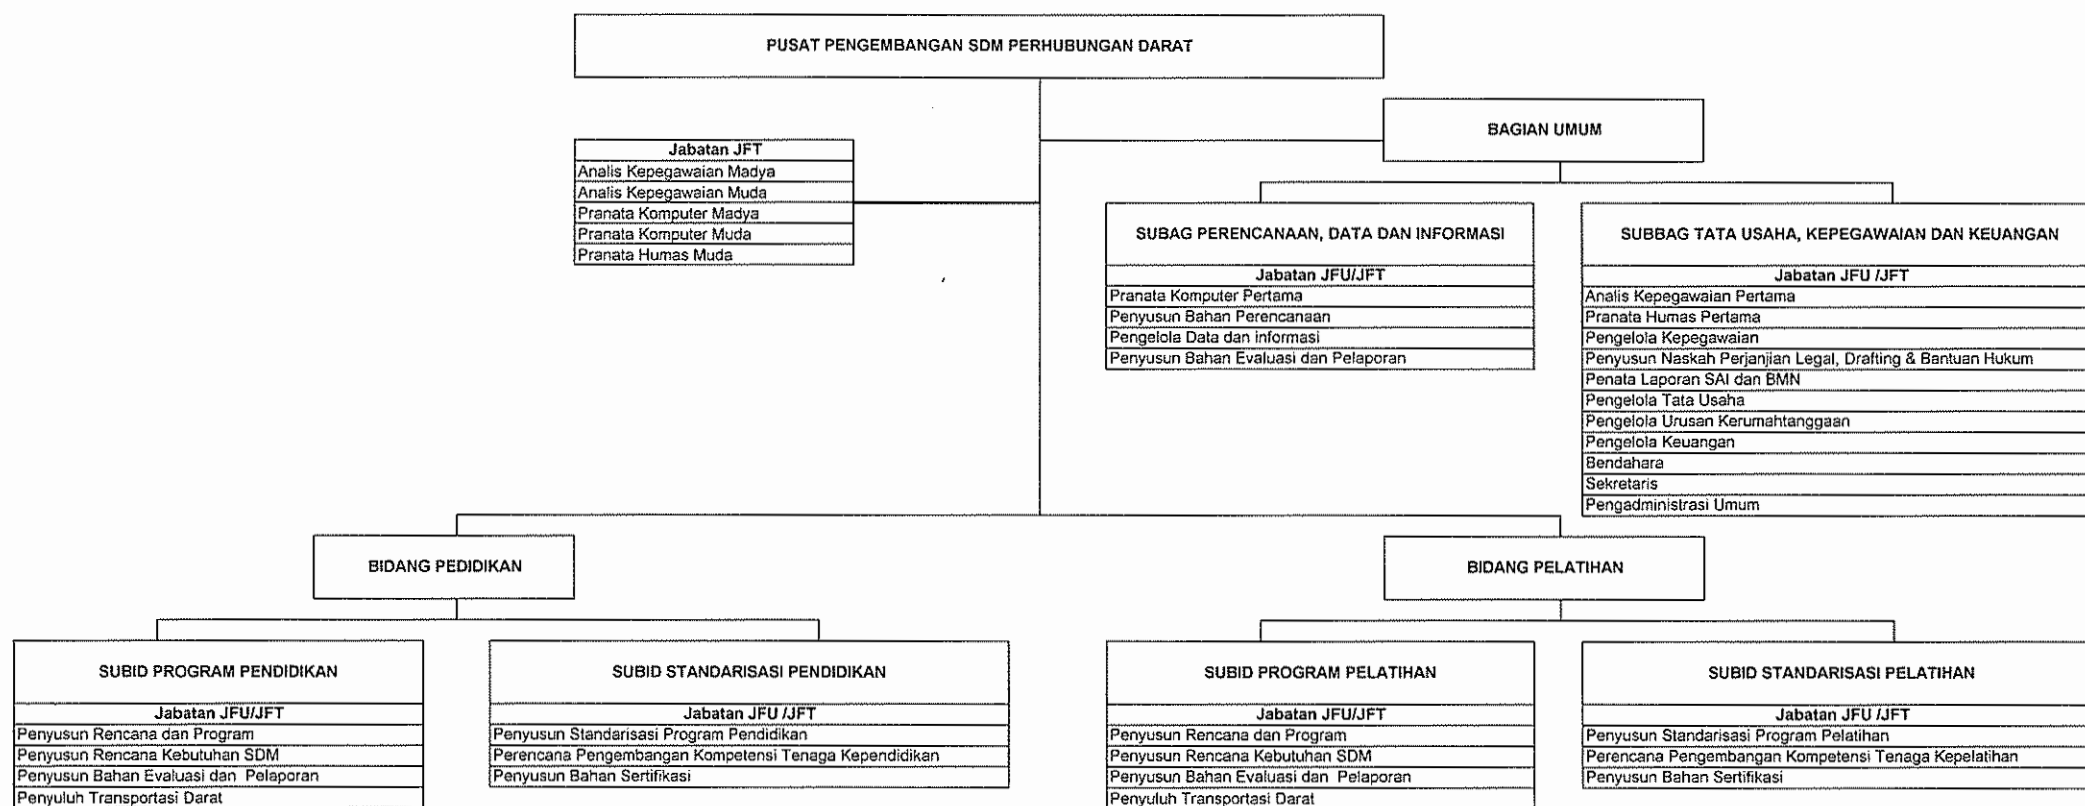 PUSAT PENGEMBANGAN SDM PERHUBUNGAN DARAT
BAGIAN UMUM
Jabatan JFT
Analis Kepegawaian Madya
Analis Kepegawaian Muda
Pranata Komputer Madya
Pranata Komputer Muda
Pranata Humas Muda
SUBAG PERENCANAAN, DATA DAN INFORMASI
Jabatan JFU/JFT
Pranata Komputer Pertama
Penyusun Bahan Perencanaan
Pengelola Data dan informasi
Penyusun Bahan Evaluasi dan Pelaporan
SUBBAG TATA USAHA, KEPEGAWAIAN DAN KEUANGAN
Jabatan JFU /JFT
Analis Kepegawaian Pertama
Pranata Humas Pertama
Pengelola Kepegawaian
Penyusun Naskah Perjanjian Legal, Drafting & Bantuan Hukum
Penata Laporan SAI dan BMN
Pengelola Tata Usaha
Pengelola Urusan Kerumahtanggaan
Pengelola Keuangan
Bendahara
Sekretaris
Pengadministrasi Umum
BIDANG PEDIDIKAN
BIDANG PELATIHAN
SUBID PROGRAM PENDIDIKAN
Jabatan JFU/JFT
Penyusun Rencana dan Program
Penyusun Rencana Kebutuhan SDM
Penyusun Bahan Evaluasi dan Pelaporan
Penyuluh Transportasi Darat
SUBID STANDARISASI PENDIDIKAN
Jabatan JFU /JFT
Penyusun Standarisasi Program Pendidikan
Perencana Pengembangan Kompetensi Tenaga Kependidikan
Penyusun Bahan Sertifikasi
SUBID PROGRAM PELATIHAN
Jabatan JFU/JFT
Penyusun Rencana dan Program
Penyusun Rencana Kebutuhan SDM
Penyusun Bahan Evaluasi dan Pelaporan
Penyuluh Transportasi Darat
SUBID STANDARISASI PELATIHAN
Jabatan JFU /JFT
Penyusun Standarisasi Program Pelatihan
Perencana Pengembangan Kompetensi Tenaga Kepelatihan
Penyusun Bahan Sertifikasi